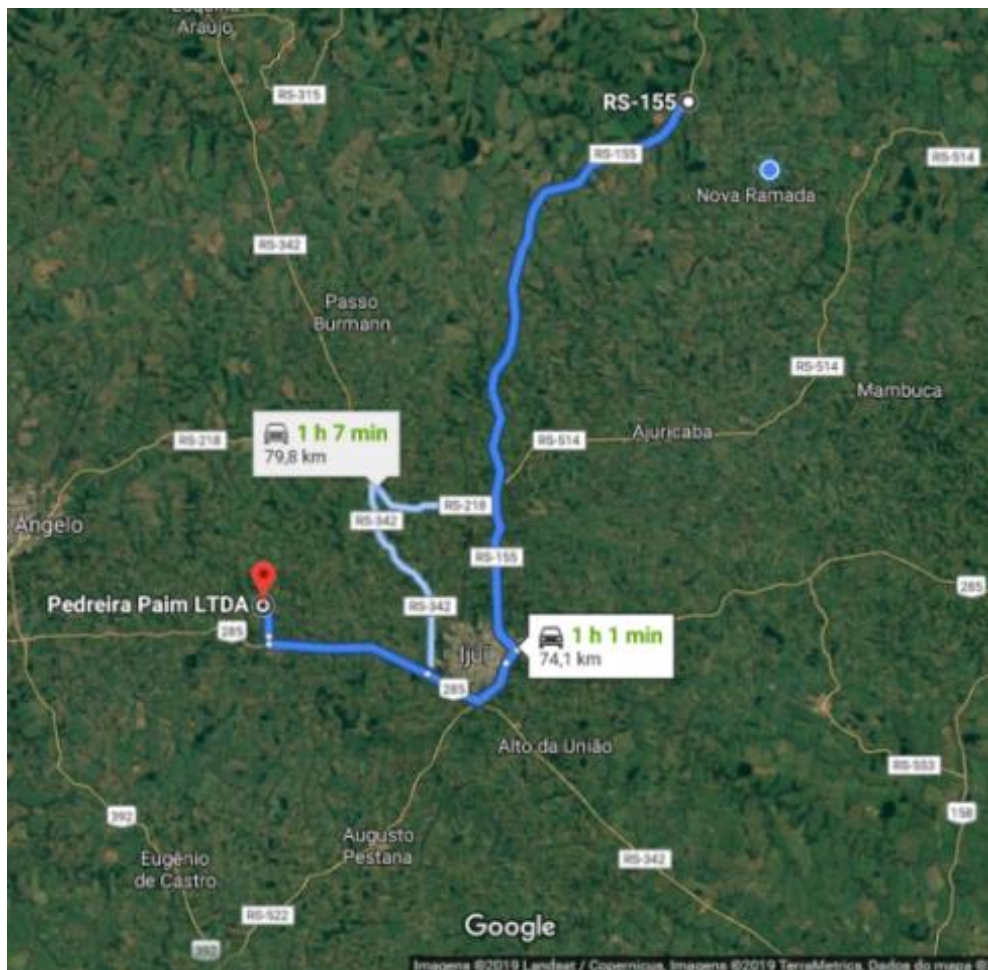 Araújo
RS-315
RS-155
RS-155
RS-514
Nova Ramada
RS-342
Passo
Burmann
RS-514
Mambuca
1 h 7 min
79,8 km
RS-218
RS-514
Ajuricaba
RS-218
Ângelo
RS-342
RS-155
285
RS-342
Pedreira Paim LTDA
285
1 h 1 min
74,1 km
Ijuí
285
Alto da União
RS-553
392
158
Augusto
Pestana
Eugênio
de Castro
RS-342
RS-522
Google
392
Imagens ©2019 Landsat / Copernicus, Imagens ©2019 TerraMetrics, Dados do mapa ©